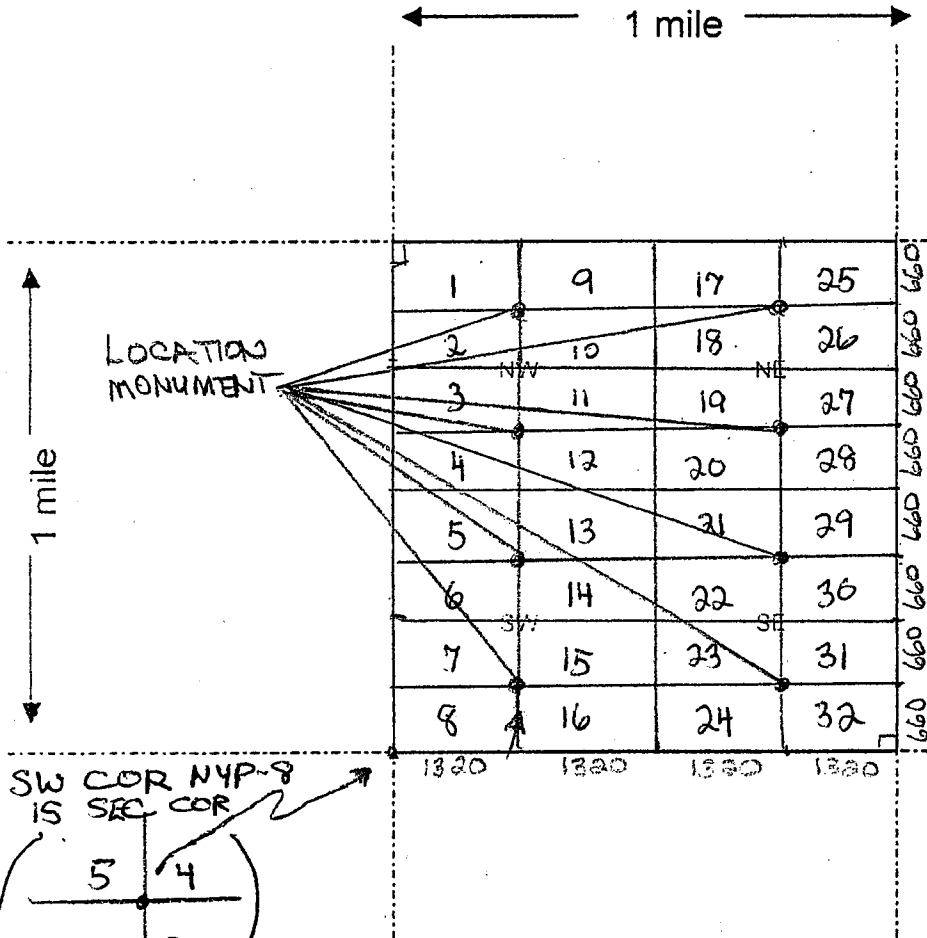 1 mile
1 9 17 25 660
2 10 18 26 660
NW NE
3 11 19 27 660
4 12 20 28 660
5 13 21 29 660
6 14 22 30 660
SW SE
7 15 23 31 660
8 16 24 32 660
1320 1320 1320 1320
LOCATION
MONUMENT
1 mile
SW COR NYP-8
IS SEC COR
5 4